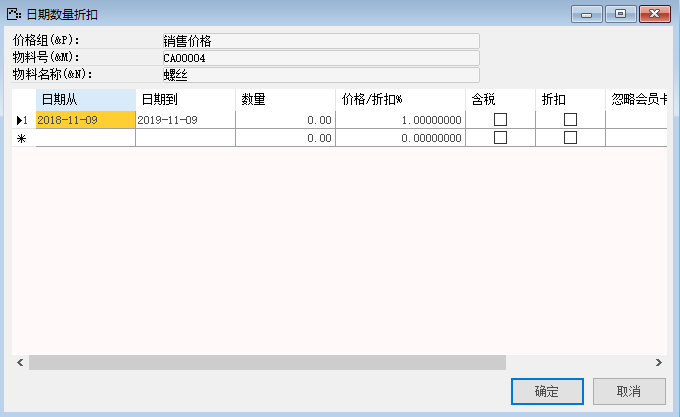 日期数量折扣
价格组(&P): 销售价格
物料号(&M): CA00004
物料名称(&N): 螺丝
日期从 日期到 数量 价格/折扣% 含税 折扣 忽略会员卡
1 2018-11-09 2019-11-09 0.00 1.00000000
* 0.00 0.00000000
确定 取消